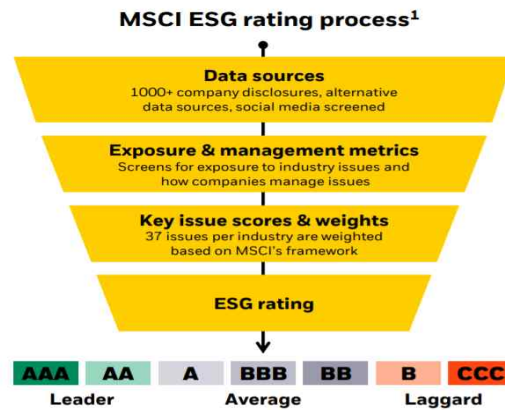 MSCI ESG rating process¹
Data sources
1000+ company disclosures, alternative
data sources, social media screened
Exposure & management metrics
Screens for exposure to industry issues and
how companies manage issues
Key issue scores & weights
37 issues per industry are weighted
based on MSCI's framework
ESG rating
AAA AA A BBB BB B CCC
Leader Average Laggard